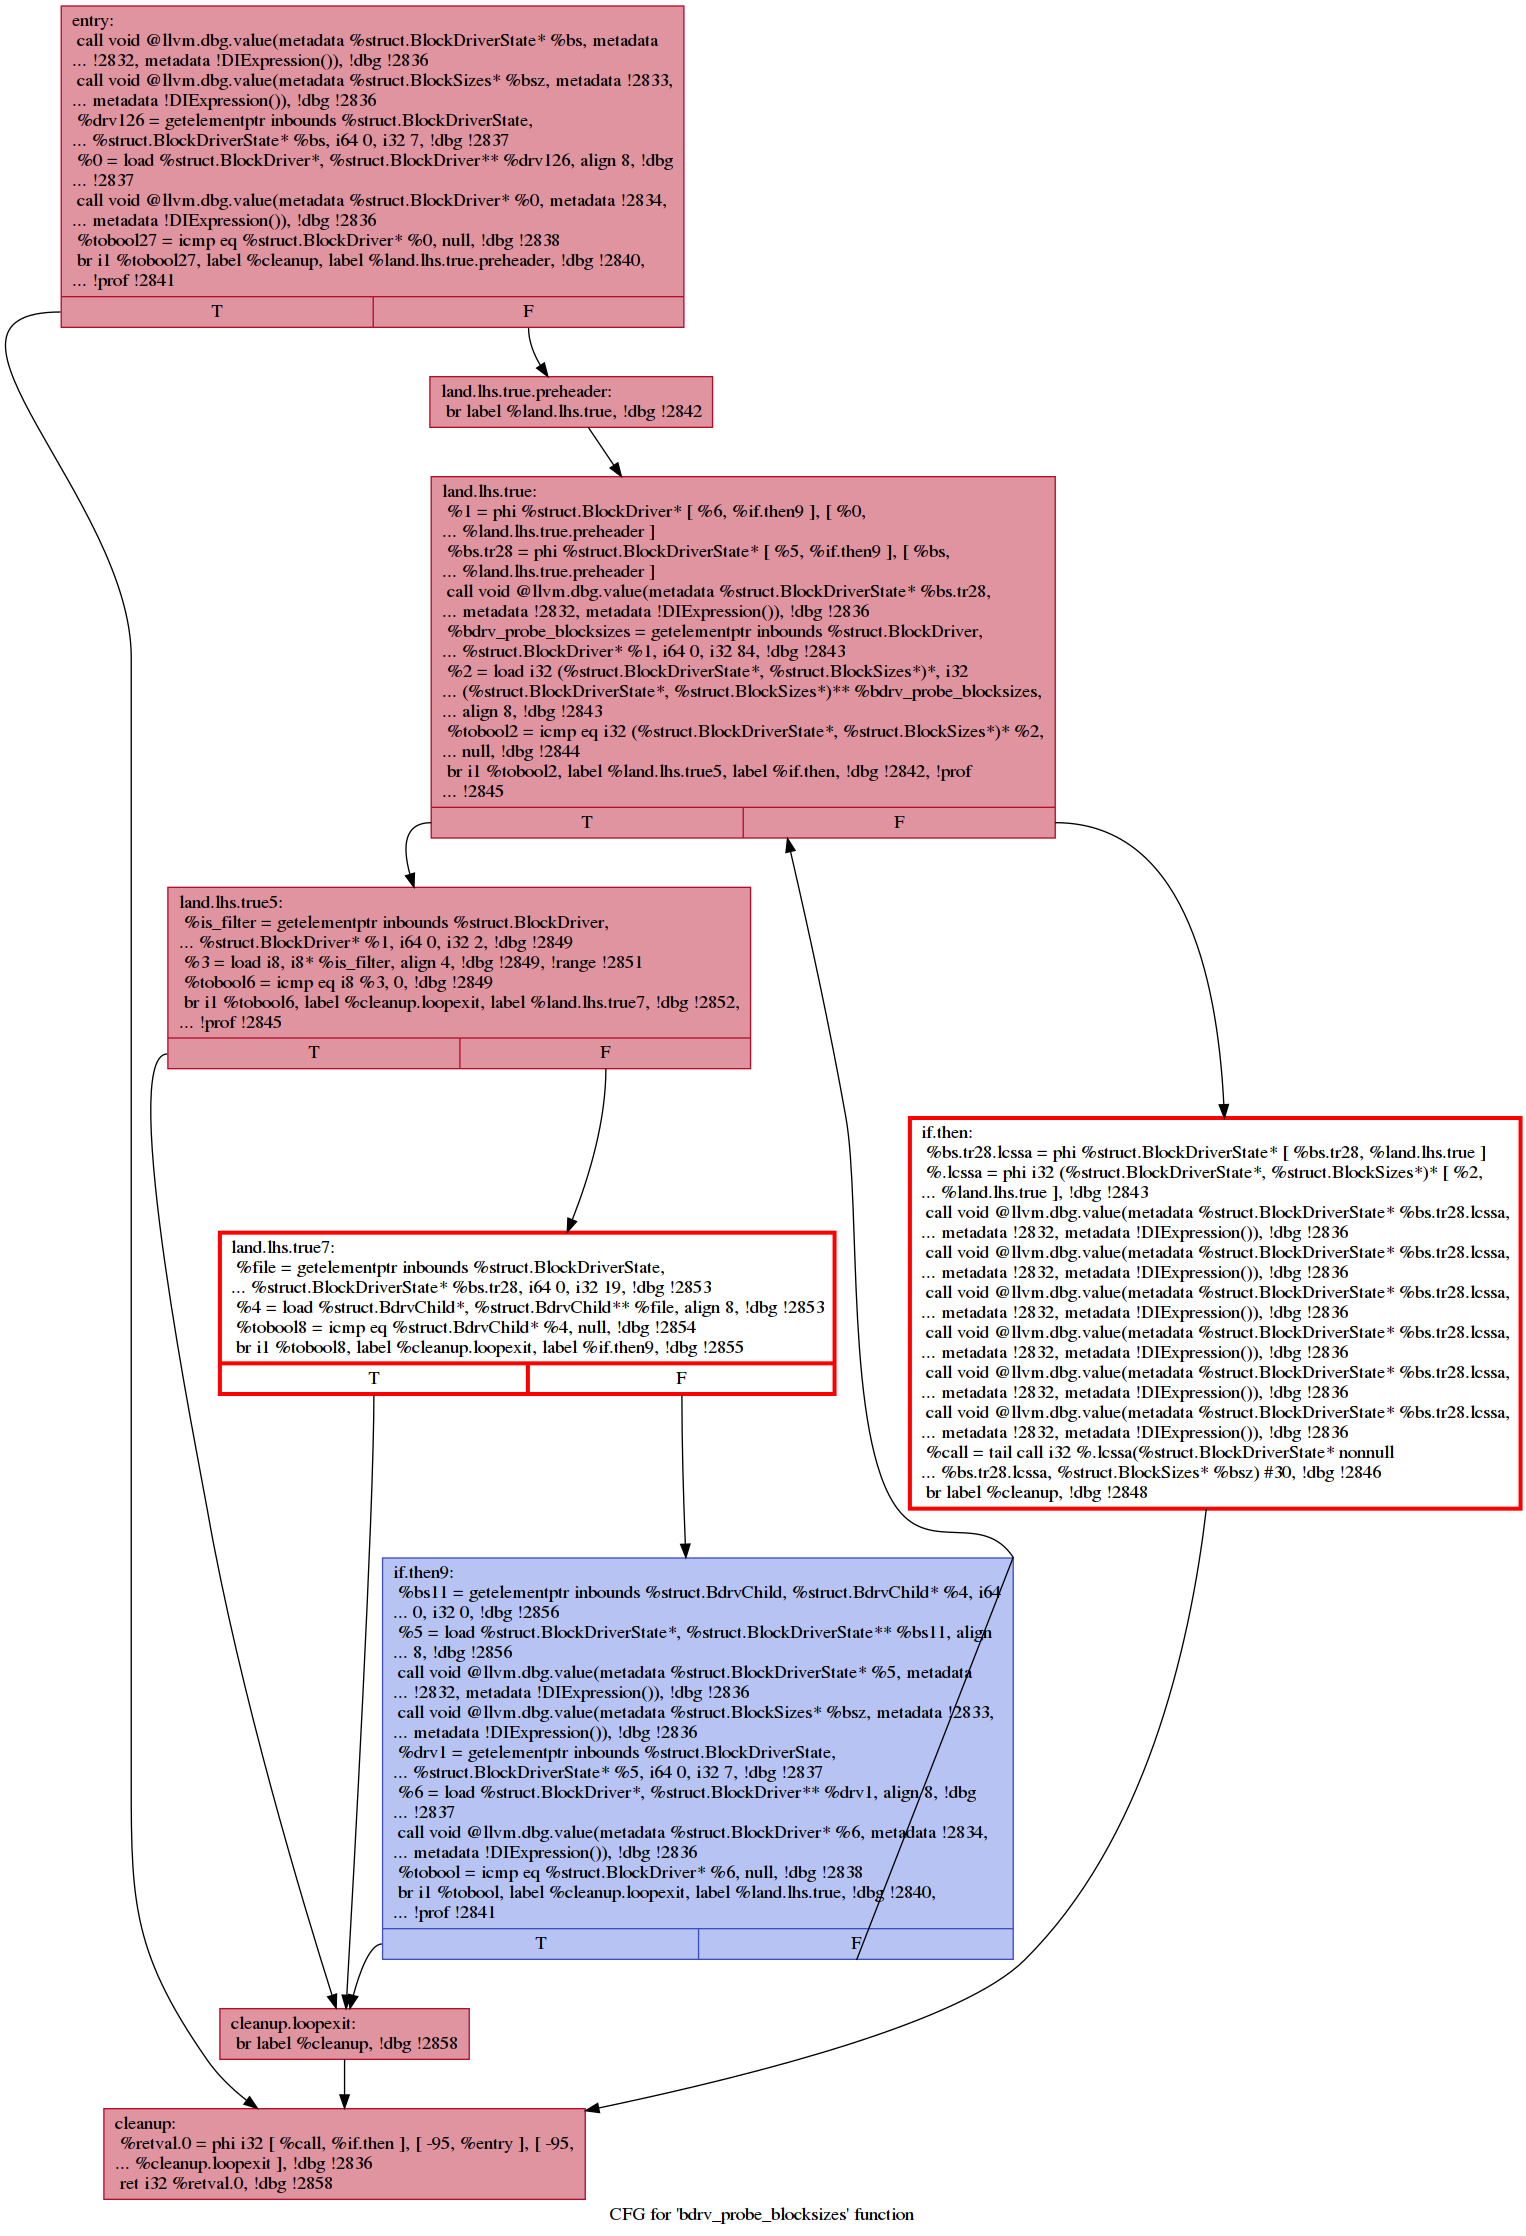 entry:
call void @llvm.dbg.value(metadata %struct.BlockDriverState* %bs, metadata
... !2832, metadata !DIExpression()), !dbg !2836
call void @llvm.dbg.value(metadata %struct.BlockSizes* %bsz, metadata !2833,
... metadata !DIExpression()), !dbg !2836
%drv126 = getelementptr inbounds %struct.BlockDriverState,
... %struct.BlockDriverState* %bs, i64 0, i32 7, !dbg !2837
%0 = load %struct.BlockDriver*, %struct.BlockDriver** %drv126, align 8, !dbg
... !2837
call void @llvm.dbg.value(metadata %struct.BlockDriver* %0, metadata !2834,
... metadata !DIExpression()), !dbg !2836
%tobool27 = icmp eq %struct.BlockDriver* %0, null, !dbg !2838
br i1 %tobool27, label %cleanup, label %land.lhs.true.preheader, !dbg !2840,
... !prof !2841
T F
land.lhs.true.preheader:
br label %land.lhs.true, !dbg !2842
land.lhs.true:
%1 = phi %struct.BlockDriver* [ %6, %if.then9 ], [ %0,
... %land.lhs.true.preheader ]
%bs.tr28 = phi %struct.BlockDriverState* [ %5, %if.then9 ], [ %bs,
... %land.lhs.true.preheader ]
call void @llvm.dbg.value(metadata %struct.BlockDriverState* %bs.tr28,
... metadata !2832, metadata !DIExpression()), !dbg !2836
%bdrv_probe_blocksizes = getelementptr inbounds %struct.BlockDriver,
... %struct.BlockDriver* %1, i64 0, i32 84, !dbg !2843
%2 = load i32 (%struct.BlockDriverState*, %struct.BlockSizes*)*, i32
... (%struct.BlockDriverState*, %struct.BlockSizes*)** %bdrv_probe_blocksizes,
... align 8, !dbg !2843
%tobool2 = icmp eq i32 (%struct.BlockDriverState*, %struct.BlockSizes*)* %2,
... null, !dbg !2844
br i1 %tobool2, label %land.lhs.true5, label %if.then, !dbg !2842, !prof
... !2845
T F
land.lhs.true5:
%is_filter = getelementptr inbounds %struct.BlockDriver,
... %struct.BlockDriver* %1, i64 0, i32 2, !dbg !2849
%3 = load i8, i8* %is_filter, align 4, !dbg !2849, !range !2851
%tobool6 = icmp eq i8 %3, 0, !dbg !2849
br i1 %tobool6, label %cleanup.loopexit, label %land.lhs.true7, !dbg !2852,
... !prof !2845
T F
if.then:
%bs.tr28.lcssa = phi %struct.BlockDriverState* [ %bs.tr28, %land.lhs.true ]
%.lcssa = phi i32 (%struct.BlockDriverState*, %struct.BlockSizes*)* [ %2,
... %land.lhs.true ], !dbg !2843
call void @llvm.dbg.value(metadata %struct.BlockDriverState* %bs.tr28.lcssa,
... metadata !2832, metadata !DIExpression()), !dbg !2836
call void @llvm.dbg.value(metadata %struct.BlockDriverState* %bs.tr28.lcssa,
... metadata !2832, metadata !DIExpression()), !dbg !2836
call void @llvm.dbg.value(metadata %struct.BlockDriverState* %bs.tr28.lcssa,
... metadata !2832, metadata !DIExpression()), !dbg !2836
call void @llvm.dbg.value(metadata %struct.BlockDriverState* %bs.tr28.lcssa,
... metadata !2832, metadata !DIExpression()), !dbg !2836
call void @llvm.dbg.value(metadata %struct.BlockDriverState* %bs.tr28.lcssa,
... metadata !2832, metadata !DIExpression()), !dbg !2836
call void @llvm.dbg.value(metadata %struct.BlockDriverState* %bs.tr28.lcssa,
... metadata !2832, metadata !DIExpression()), !dbg !2836
%call = tail call i32 %.lcssa(%struct.BlockDriverState* nonnull
... %bs.tr28.lcssa, %struct.BlockSizes* %bsz) #30, !dbg !2846
br label %cleanup, !dbg !2848
land.lhs.true7:
%file = getelementptr inbounds %struct.BlockDriverState,
... %struct.BlockDriverState* %bs.tr28, i64 0, i32 19, !dbg !2853
%4 = load %struct.BdrvChild*, %struct.BdrvChild** %file, align 8, !dbg !2853
%tobool8 = icmp eq %struct.BdrvChild* %4, null, !dbg !2854
br i1 %tobool8, label %cleanup.loopexit, label %if.then9, !dbg !2855
T F
if.then9:
%bs11 = getelementptr inbounds %struct.BdrvChild, %struct.BdrvChild* %4, i64
... 0, i32 0, !dbg !2856
%5 = load %struct.BlockDriverState*, %struct.BlockDriverState** %bs11, align
... 8, !dbg !2856
call void @llvm.dbg.value(metadata %struct.BlockDriverState* %5, metadata
... !2832, metadata !DIExpression()), !dbg !2836
call void @llvm.dbg.value(metadata %struct.BlockSizes* %bsz, metadata !2833,
... metadata !DIExpression()), !dbg !2836
%drv1 = getelementptr inbounds %struct.BlockDriverState,
... %struct.BlockDriverState* %5, i64 0, i32 7, !dbg !2837
%6 = load %struct.BlockDriver*, %struct.BlockDriver** %drv1, align 8, !dbg
... !2837
call void @llvm.dbg.value(metadata %struct.BlockDriver* %6, metadata !2834,
... metadata !DIExpression()), !dbg !2836
%tobool = icmp eq %struct.BlockDriver* %6, null, !dbg !2838
br i1 %tobool, label %cleanup.loopexit, label %land.lhs.true, !dbg !2840,
... !prof !2841
T F
cleanup.loopexit:
br label %cleanup, !dbg !2858
cleanup:
%retval.0 = phi i32 [ %call, %if.then ], [ -95, %entry ], [ -95,
... %cleanup.loopexit ], !dbg !2836
ret i32 %retval.0, !dbg !2858
CFG for 'bdrv_probe_blocksizes' function